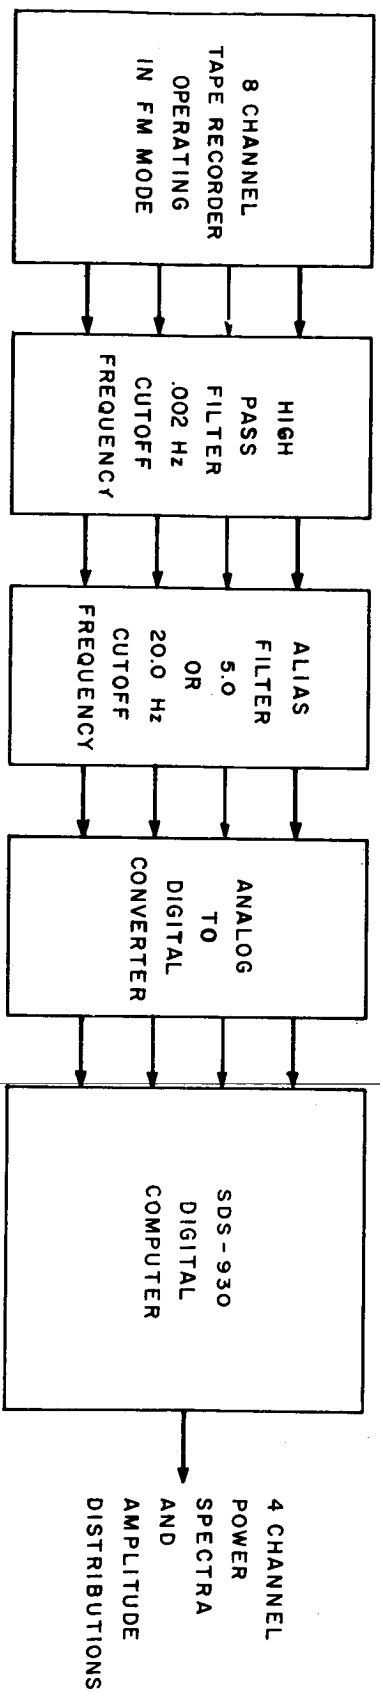 8 CHANNEL
TAPE RECORDER
OPERATING
IN FM MODE
HIGH
PASS
FILTER
.002 Hz
CUTOFF
FREQUENCY
ALIAS
FILTER
5.0
OR
20.0 Hz
CUTOFF
FREQUENCY
ANALOG
TO
DIGITAL
CONVERTER
SDS-930
DIGITAL
COMPUTER
4 CHANNEL
POWER
SPECTRA
AND
AMPLITUDE
DISTRIBUTIONS